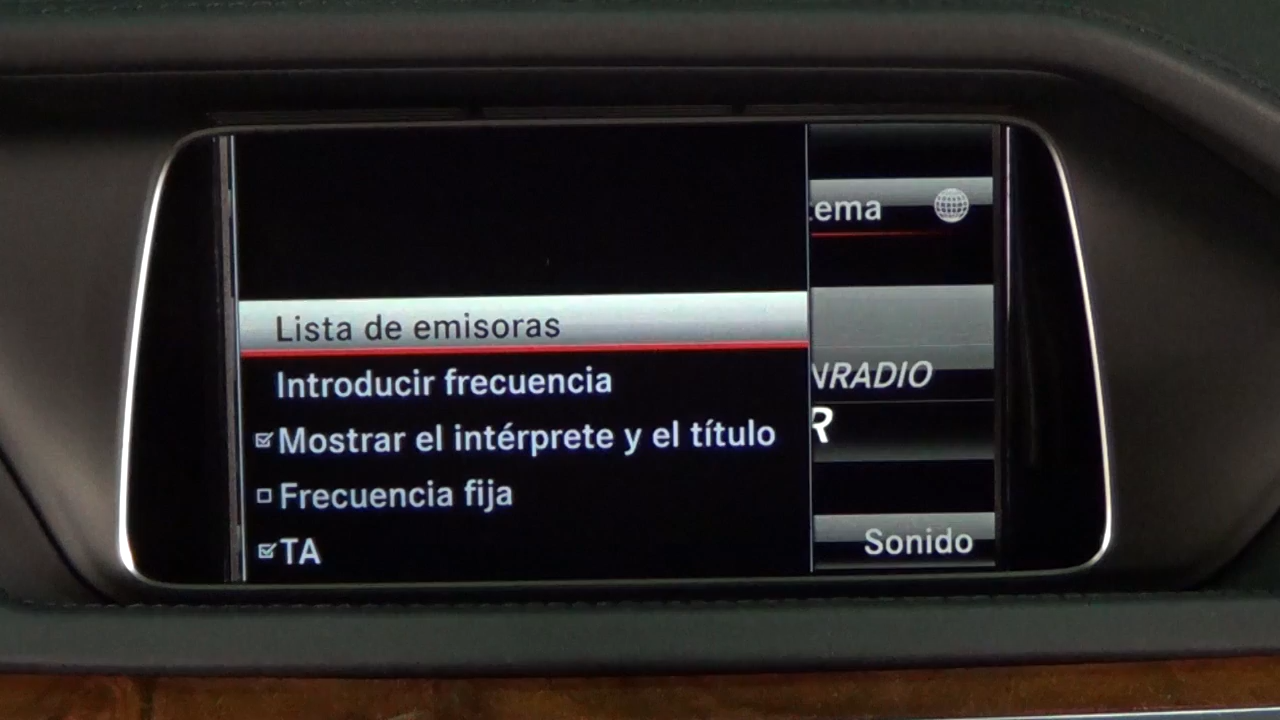 Lista de emisoras
Introducir frecuencia
Mostrar el intérprete y el título
Frecuencia fija
TA
ema
NRADIO
R
Sonido